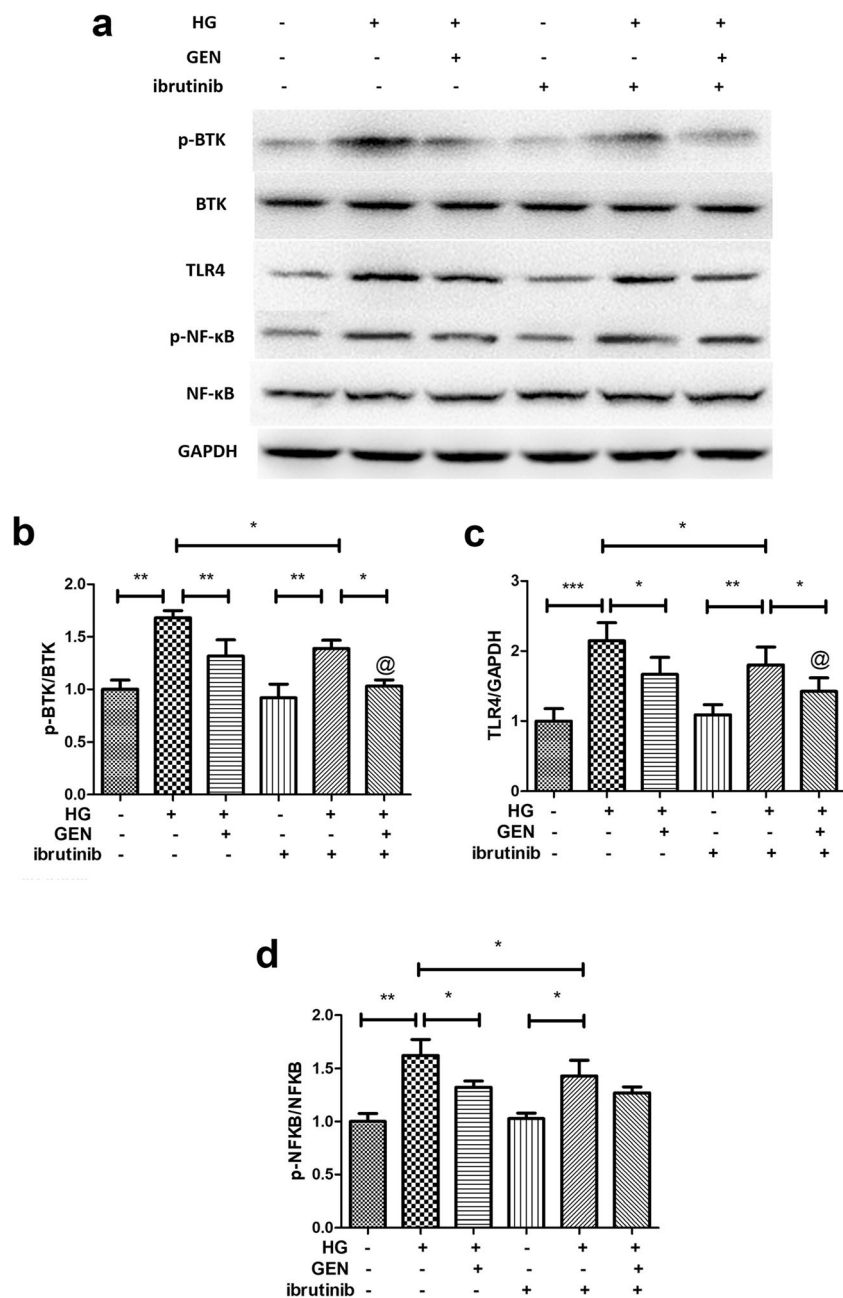 a
HG - + + - + +
GEN - - + - - +
ibrutinib - - - + + +
p-BTK
BTK
TLR4
p-NF-κB
NF-κB
GAPDH
b
*
** ** ** *
2.0
1.5
1.0
0.5
0.0
p-BTK/BTK
@
HG - + + - + +
GEN - - + - - +
ibrutinib - - - + + +
c
*
*** * ** *
3
2
1
0
TLR4/GAPDH
@
HG - + + - + +
GEN - - + - - +
ibrutinib - - - + + +
d
*
** * *
2.0
1.5
1.0
0.5
0.0
p-NFKB/NFKB
HG - + + - + +
GEN - - + - - +
ibrutinib - - - + + +